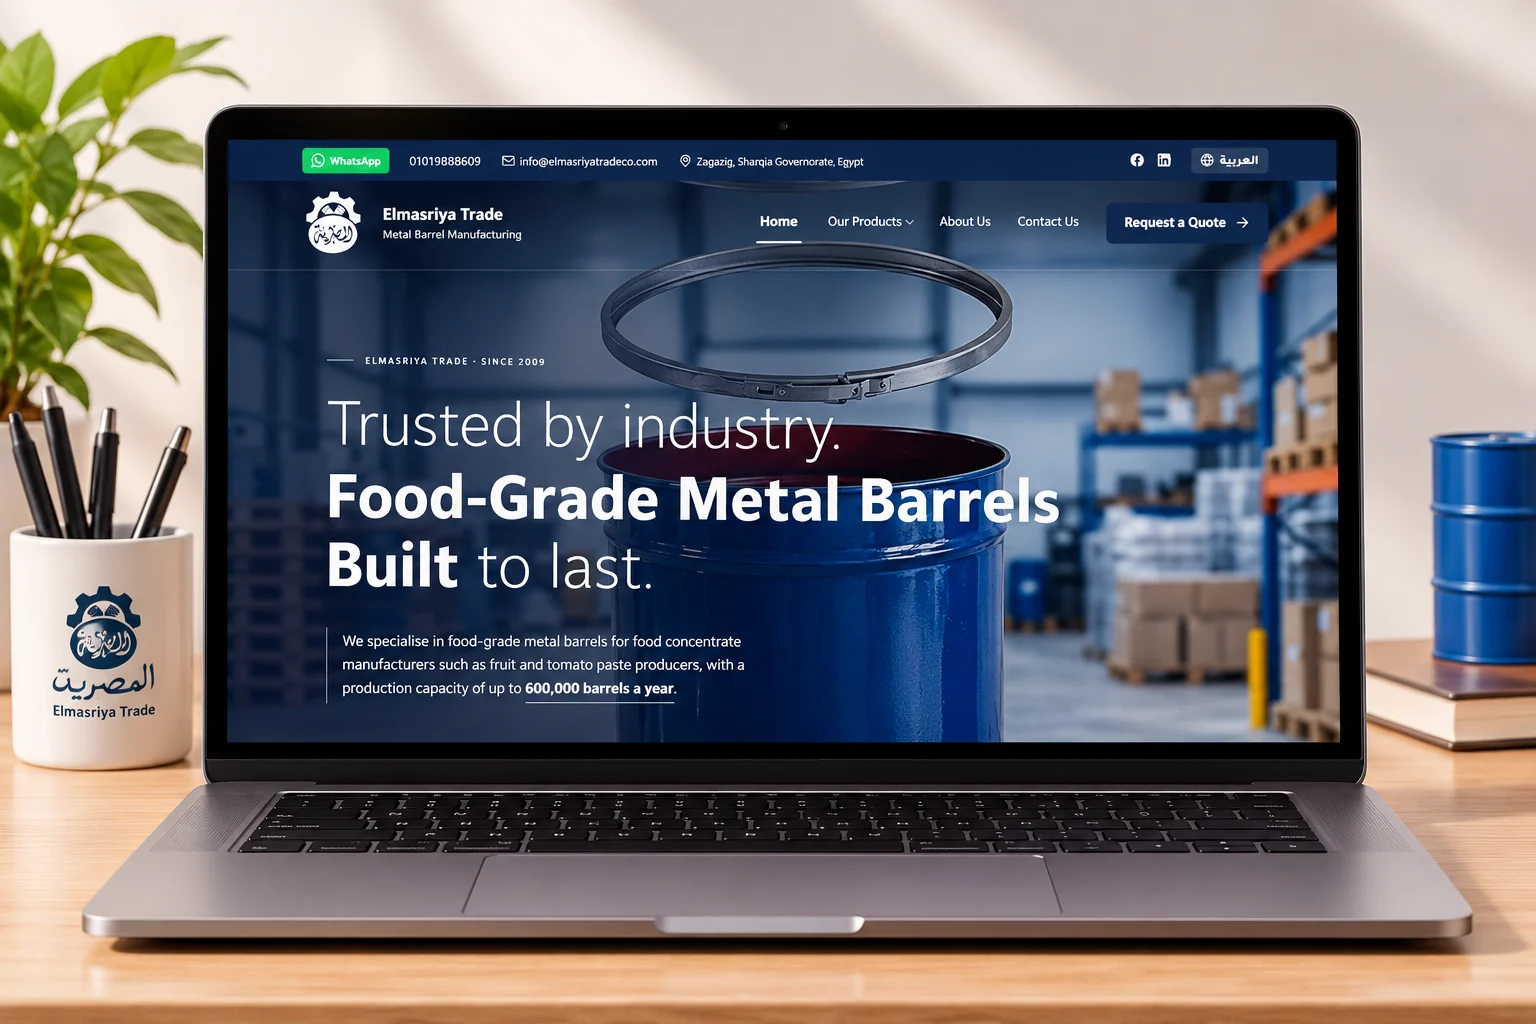 WhatsApp
01019888609
info@elmasriyatradeco.com
Zagazig, Sharqia Governorate, Egypt
العربية
المصرية
Elmasriya Trade
Metal Barrel Manufacturing
Home
Our Products
About Us
Contact Us
Request a Quote
ELMASRIYA TRADE - SINCE 2009
Trusted by industry.
Food-Grade Metal Barrels
Built to last.
We specialise in food-grade metal barrels for food concentrate
manufacturers such as fruit and tomato paste producers, with a
production capacity of up to 600,000 barrels a year.
المصرية
المصرية
Elmasriya Trade